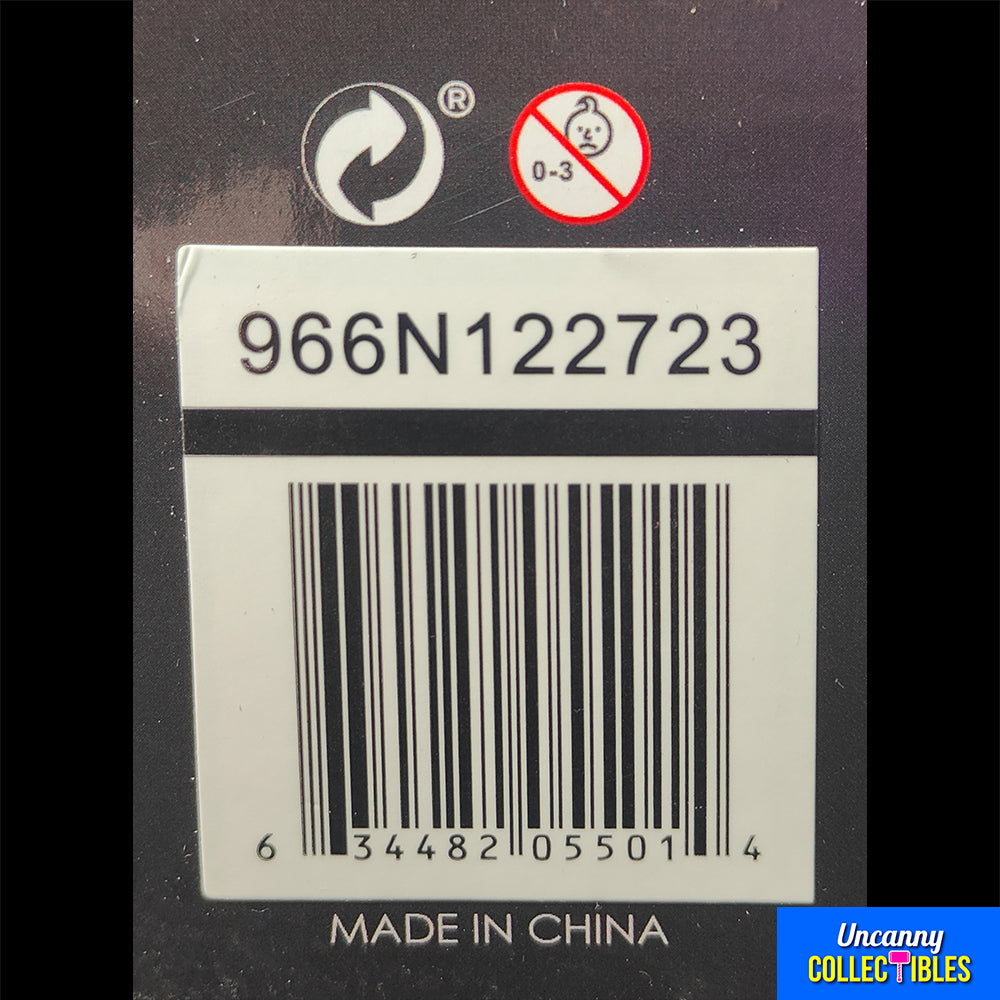 ®
0-3
966N122723
6 34482 05501 4
MADE IN CHINA
Uncanny
COLLECTIBLES